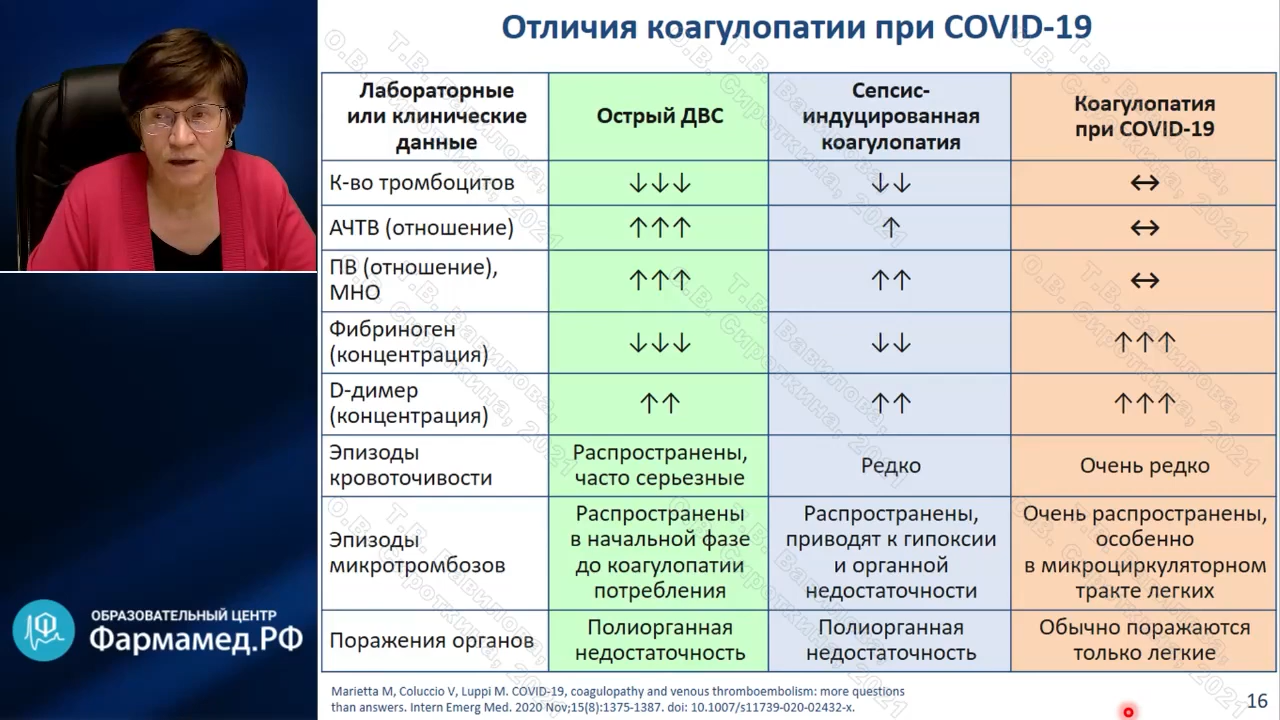 Отличия коагулопатии при COVID-19
Лабораторные
или клинические
данные
Острый ДВС
Сепсис-
индуцированная
коагулопатия
Коагулопатия
при COVID-19
К-во тромбоцитов
↓↓↓
↓↓
↔
АЧТВ (отношение)
↑↑↑
↑
↔
ПВ (отношение),
МНО
↑↑↑
↑↑
↔
Фибриноген
(концентрация)
↓↓↓
↓↓
↑↑↑
D-димер
(концентрация)
↑↑
↑↑
↑↑↑
Эпизоды
кровоточивости
Распространены,
часто серьезные
Редко
Очень редко
Эпизоды
микротромбозов
Распространены
в начальной фазе
до коагулопатии
потребления
Распространены,
приводят к гипоксии
и органной
недостаточности
Очень распространены,
особенно
в микроциркуляторном
тракте легких
Поражения органов
Полиорганная
недостаточность
Полиорганная
недостаточность
Обычно поражаются
только легкие
Marietta M, Coluccio V, Luppi M. COVID-19, coagulopathy and venous thromboembolism: more questions
than answers. Intern Emerg Med. 2020 Nov;15(8):1375-1387. doi: 10.1007/s11739-020-02432-x.
16
ОБРАЗОВАТЕЛЬНЫЙ ЦЕНТР
Фармамед.РФ
Т.В. Вавилова,
О.В. Сироткина, 2021